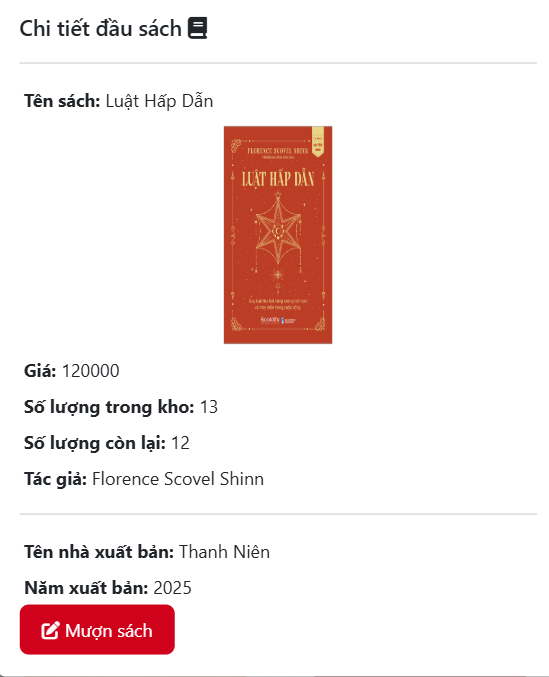 Chi tiết đầu sách
Tên sách: Luật Hấp Dẫn
FLORENCE SCOVEL SHINN
LUẬT HẤP DẪN
Giá: 120000
Số lượng trong kho: 13
Số lượng còn lại: 12
Tác giả: Florence Scovel Shinn
Tên nhà xuất bản: Thanh Niên
Năm xuất bản: 2025
Mượn sách